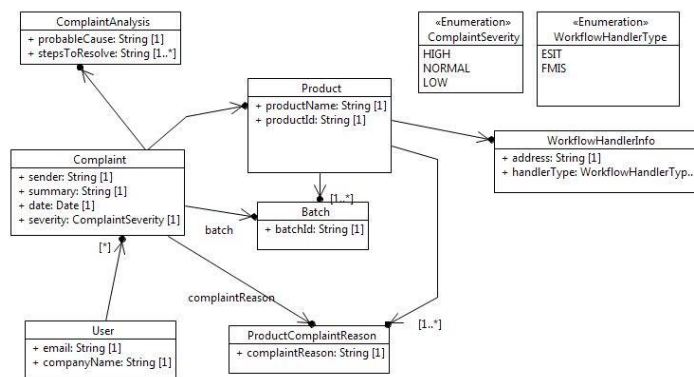 ComplaintAnalysis
+ probableCause: String [1]
+ stepsToResolve: String [1..*]
«Enumeration»
ComplaintSeverity
HIGH
NORMAL
LOW
«Enumeration»
WorkflowHandlerType
ESIT
FMIS
Product
+ productName: String [1]
+ productId: String [1]
WorkflowHandlerInfo
+ address: String [1]
+ handlerType: WorkflowHandlerTyp...
Complaint
+ sender: String [1]
+ summary: String [1]
+ date: Date [1]
+ severity: ComplaintSeverity [1]
[1..*]
Batch
+ batchId: String [1]
batch
[*]
complaintReason
[1..*]
User
+ email: String [1]
+ companyName: String [1]
ProductComplaintReason
+ complaintReason: String [1]